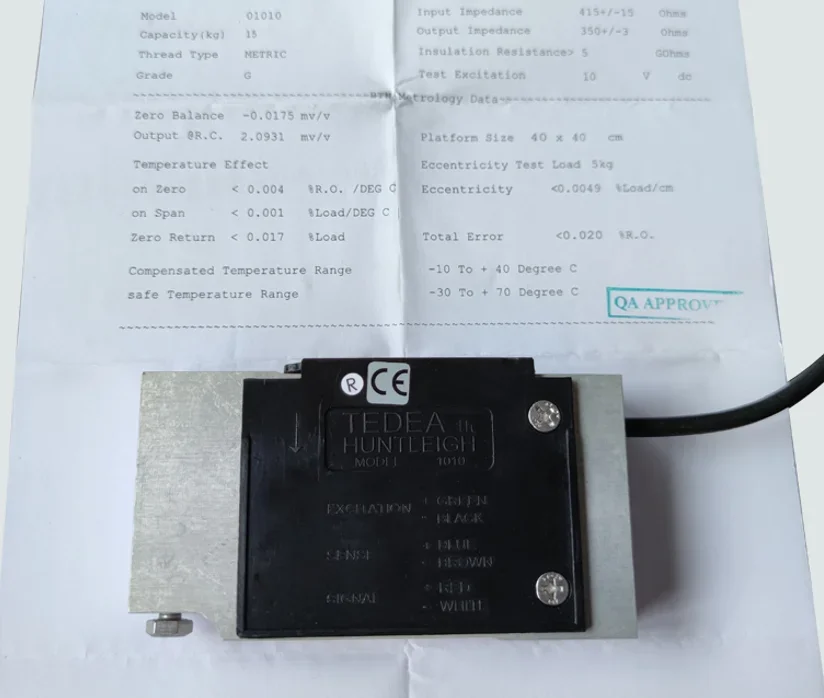 Model 01010
Capacity(kg) 15
Thread Type METRIC
Grade G
Input Impedance 415+/-15 Ohms
Output Impedance 350+/-3 Ohms
Insulation Resistance> 5 GOhms
Test Excitation 10 V dc
Metrology Data
Zero Balance -0.0175 mv/v
Output @R.C. 2.0931 mv/v
Temperature Effect
on Zero < 0.004 %R.O. /DEG C
on Span < 0.001 %Load/DEG C
Zero Return < 0.017 %Load
Platform Size 40 x 40 cm
Eccentricity Test Load 5kg
Eccentricity <0.0049 %Load/cm
Total Error <0.020 %R.O.
Compensated Temperature Range -10 To + 40 Degree C
safe Temperature Range -30 To + 70 Degree C
QA APPROVE
R CE
TEDEA
HUNTLEIGH
MODEL 1010
EXCITATION + GREEN
- BLACK
SENSE + BLUE
- BROWN
SIGNAL + RED
- WHITE